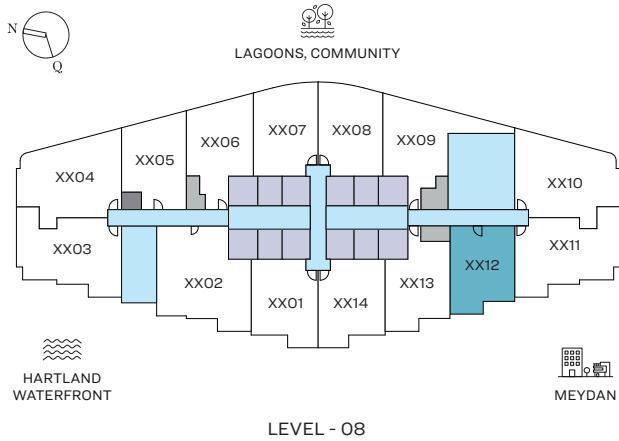 N
Q
LAGOONS, COMMUNITY
XX07
XX08
XX06
XX09
XX05
XX04
XX10
XX03
XX11
XX12
XX02
XX13
XX01
XX14
HARTLAND
WATERFRONT
MEYDAN
LEVEL - 08